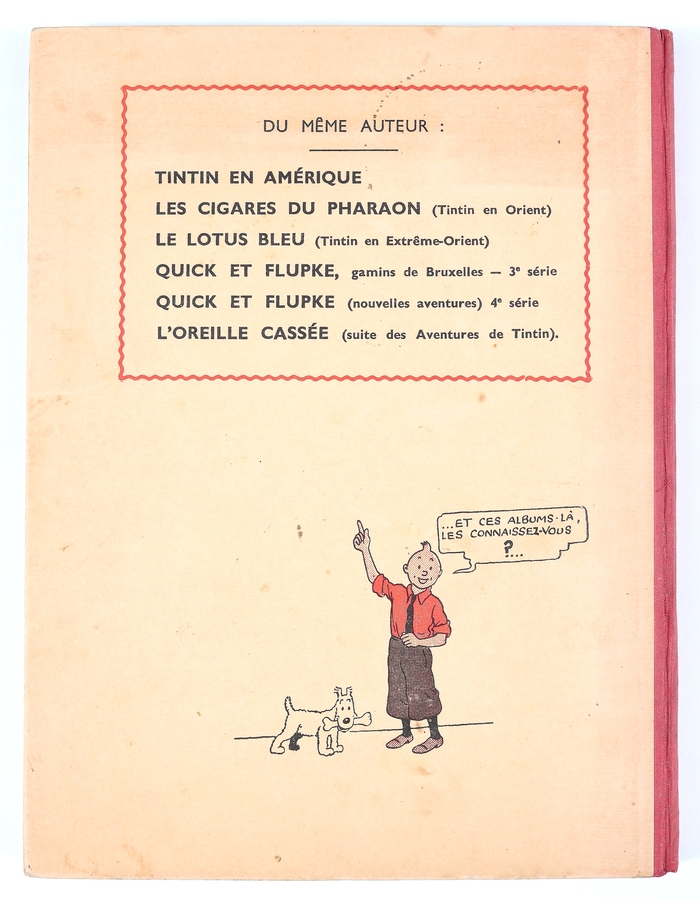 DU MÊME AUTEUR :
TINTIN EN AMÉRIQUE
LES CIGARES DU PHARAON (Tintin en Orient)
LE LOTUS BLEU (Tintin en Extrême-Orient)
QUICK ET FLUPKE, gamins de Bruxelles — 3e série
QUICK ET FLUPKE (nouvelles aventures) 4e série
L'OREILLE CASSÉE (suite des Aventures de Tintin).
...ET CES ALBUMS-LÀ,
LES CONNAISSEZ-VOUS
?...